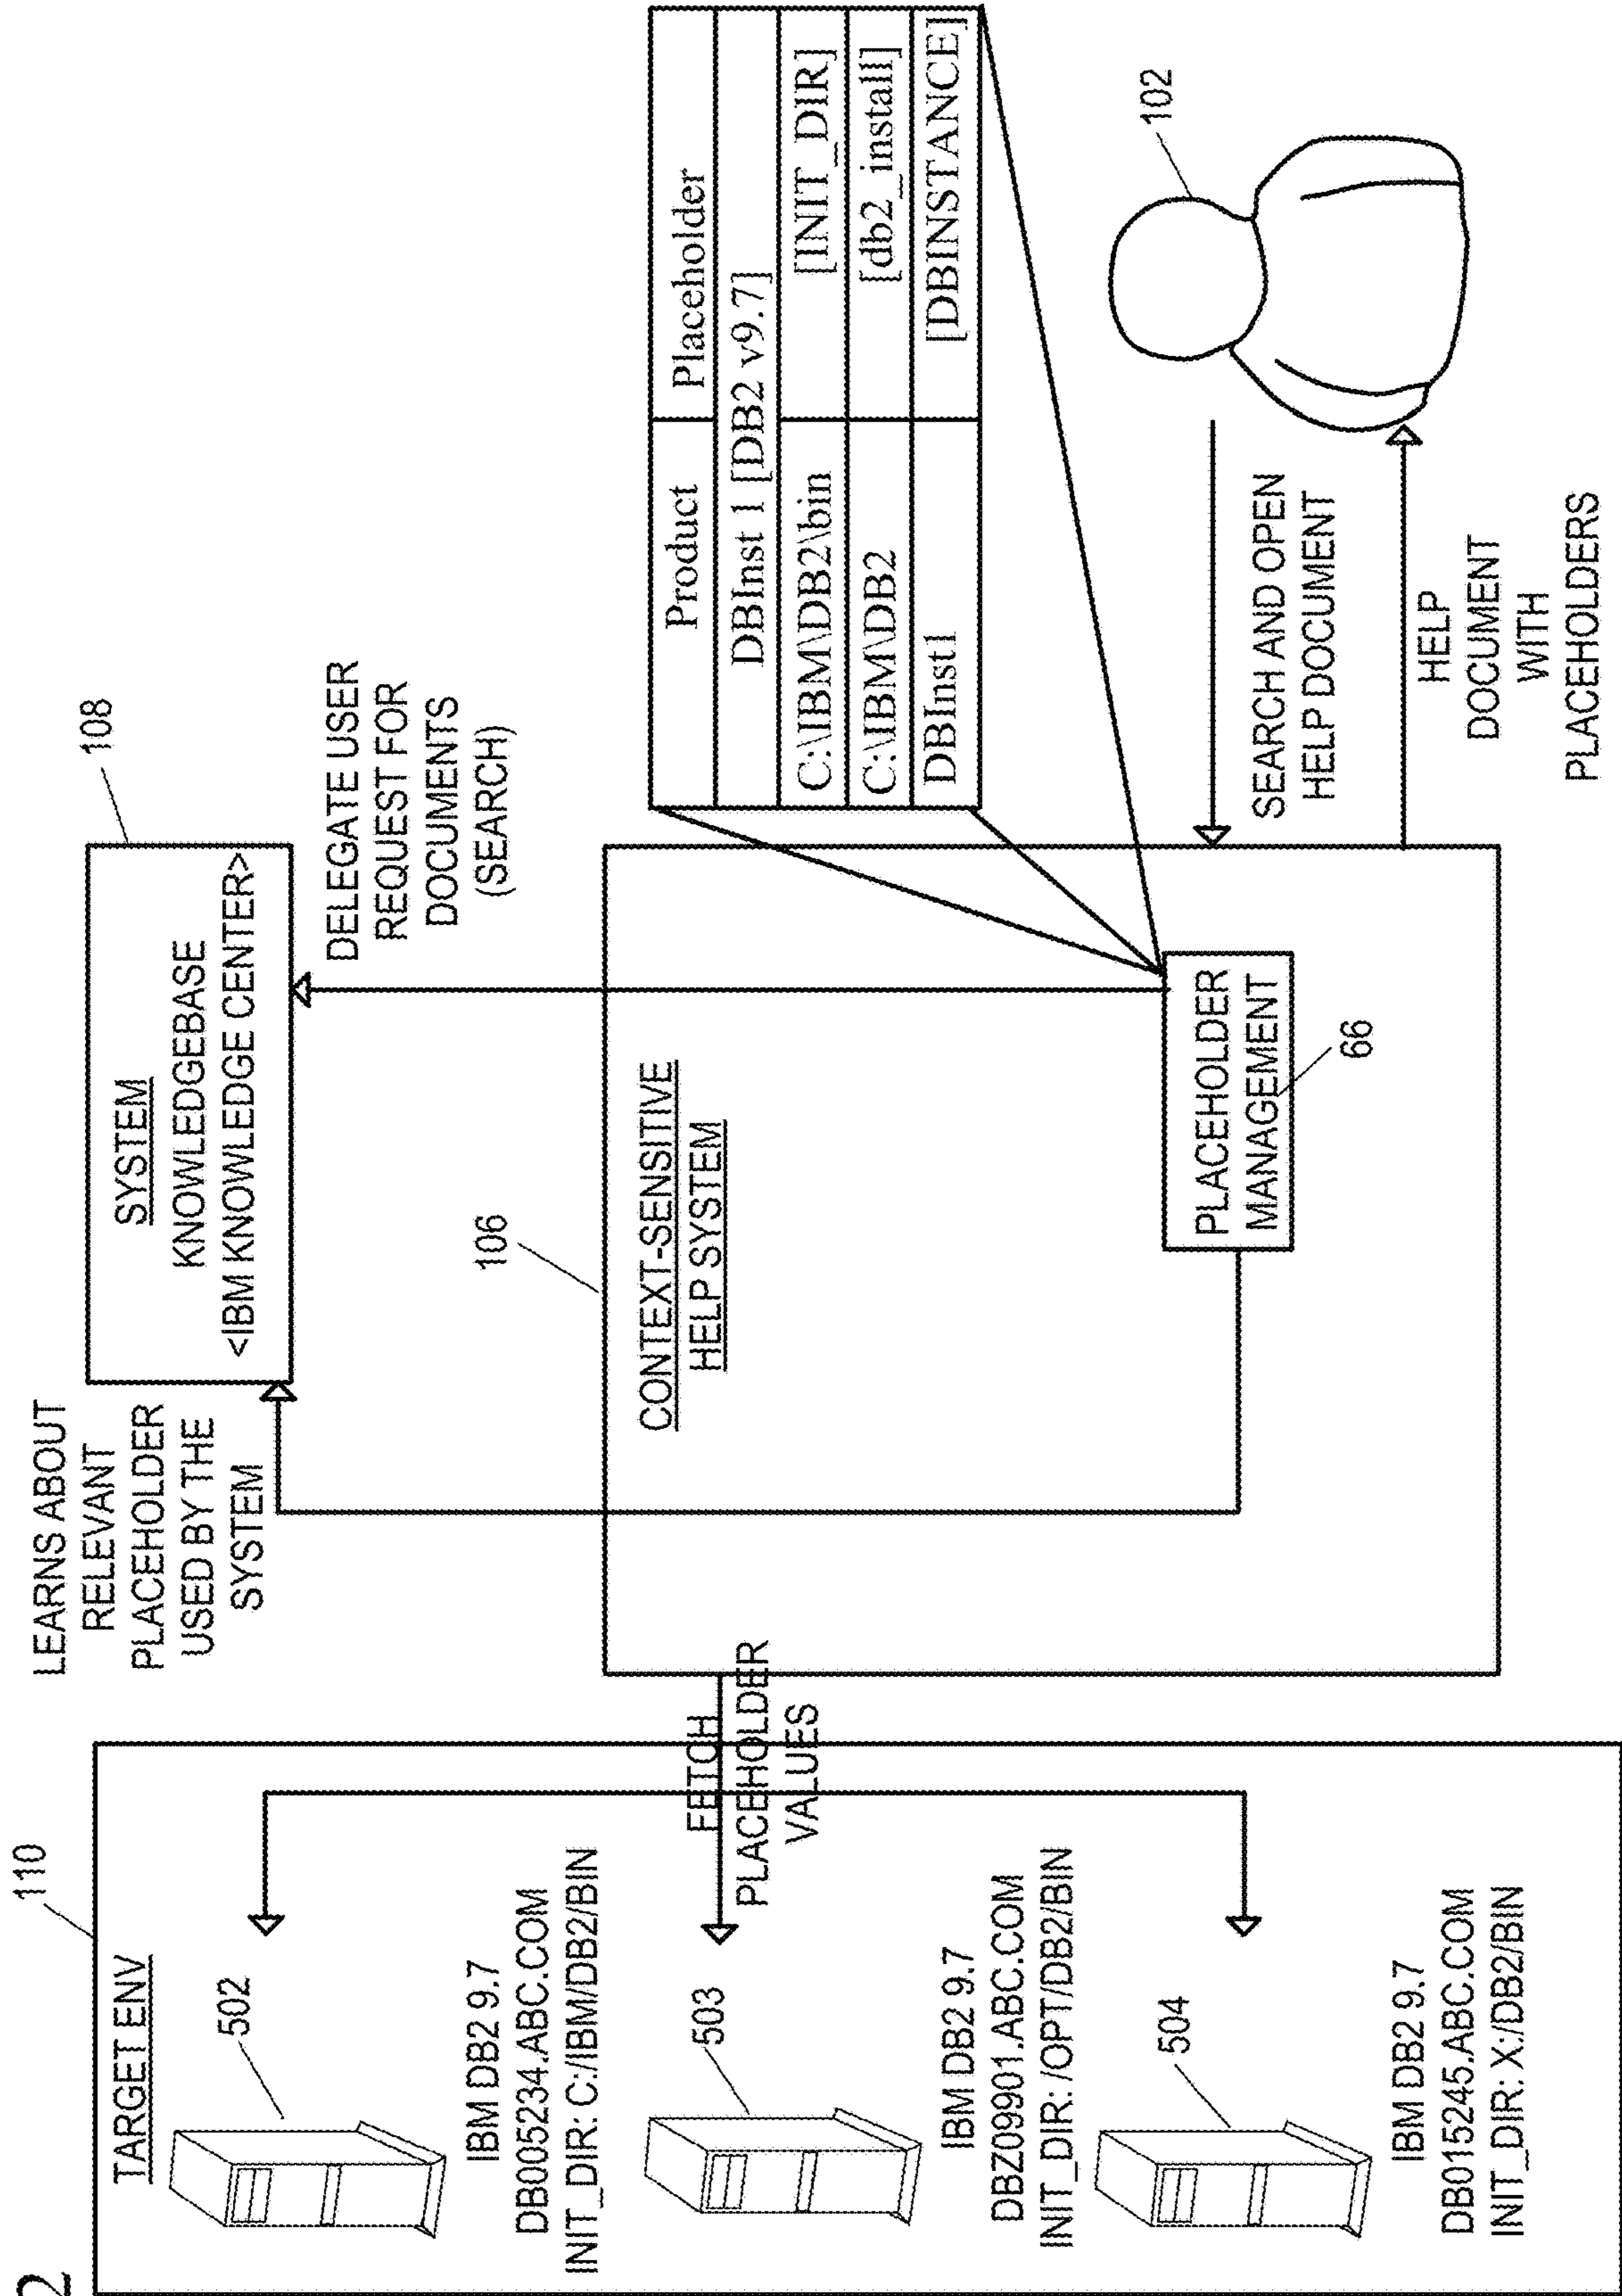 2
110
TARGET ENV
502
IBM DB2 9.7
DB005234.ABC.COM
INIT_DIR: C:/IBM/DB2/BIN
503
IBM DB2 9.7
DBZ09901.ABC.COM
INIT_DIR: /OPT/DB2/BIN
504
IBM DB2 9.7
DB015245.ABC.COM
INIT_DIR: X:/DB2/BIN
FETCH
PLACEHOLDER
VALUES
LEARNS ABOUT
RELEVANT
PLACEHOLDER
USED BY THE
SYSTEM
108
SYSTEM
KNOWLEDGEBASE
<IBM KNOWLEDGE CENTER>
DELEGATE USER
REQUEST FOR
DOCUMENTS
(SEARCH)
106
CONTEXT-SENSITIVE
HELP SYSTEM
PLACEHOLDER
MANAGEMENT
66
Product Placeholder
DBInst 1 [DB2 v9.7]
C:\IBM\DB2\bin [INIT_DIR]
C:\IBM\DB2 [db2_install]
DBInst1 [DBINSTANCE]
102
SEARCH AND OPEN
HELP DOCUMENT
HELP
DOCUMENT
WITH
PLACEHOLDERS